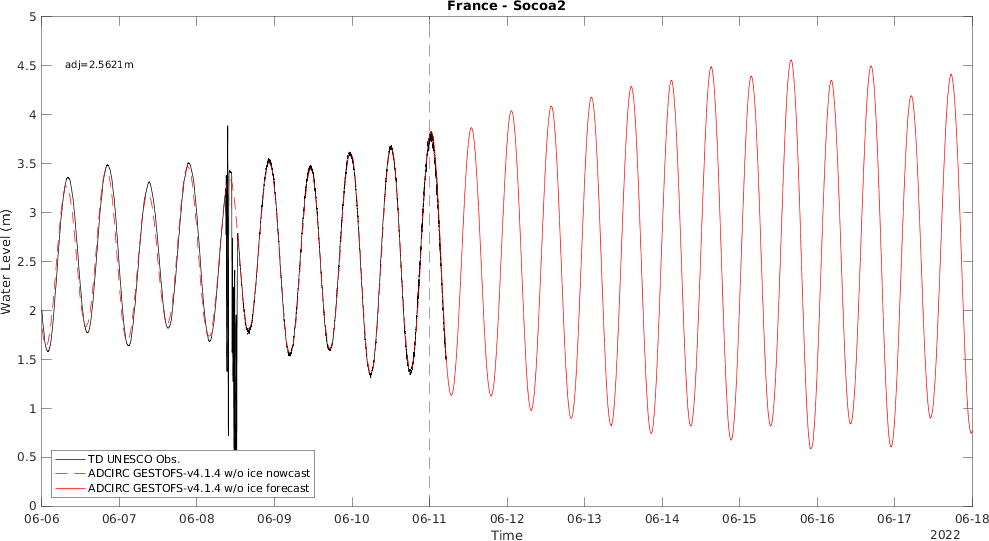 France - Socoa2
adj=2.5621m
Water Level (m)
5
4.5
4
3.5
3
2.5
2
1.5
1
0.5
0
TD UNESCO Obs.
ADCIRC GESTOFS-v4.1.4 w/o ice nowcast
ADCIRC GESTOFS-v4.1.4 w/o ice forecast
06-06 06-07 06-08 06-09 06-10 06-11 06-12 06-13 06-14 06-15 06-16 06-17 06-18
Time
2022